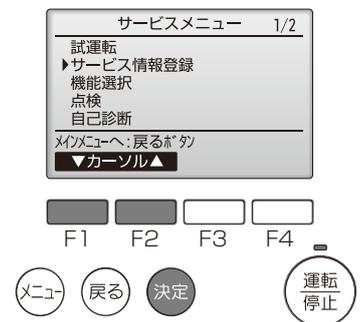 サービスメニュー 1/2
試運転
▶サービス情報登録
機能選択
点検
自己診断
メインメニューへ:戻るボタン
▼カーソル▲
F1 F2 F3 F4
メニュー 戻る 決定 運転
停止